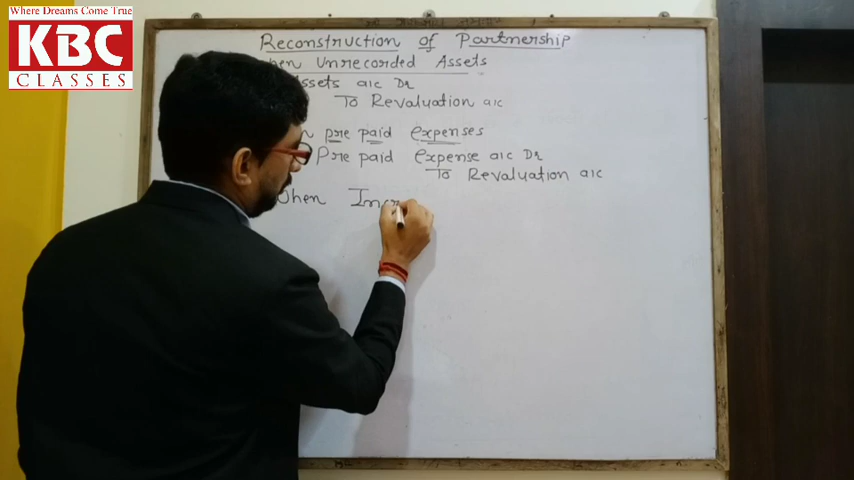 Where Dreams Come True
KBC
CLASSES
Reconstruction of Partnership
Unrecorded Assets
Assets a/c Dr
To Revaluation a/c
pre paid expenses
Pre paid expense a/c Dr
To Revaluation a/c
When Incr